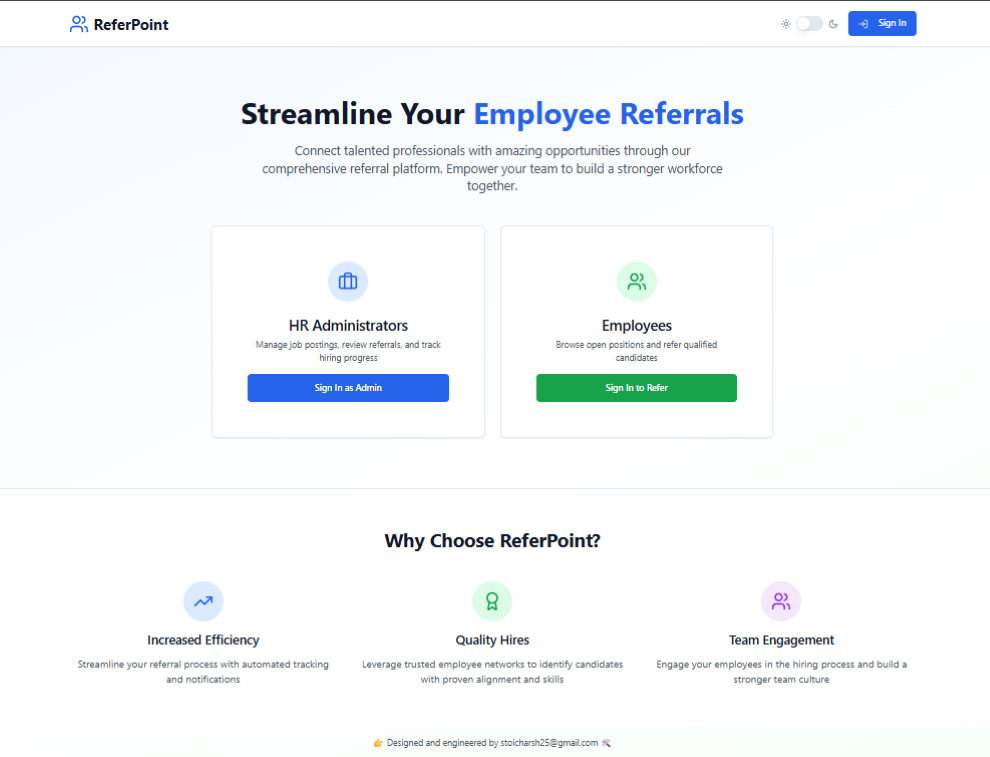 ReferPoint
Sign In
Streamline Your Employee Referrals
Connect talented professionals with amazing opportunities through our
comprehensive referral platform. Empower your team to build a stronger workforce
together.
HR Administrators
Manage job postings, review referrals, and track
hiring progress
Sign In as Admin
Employees
Browse open positions and refer qualified
candidates
Sign In to Refer
Why Choose ReferPoint?
Increased Efficiency
Streamline your referral process with automated tracking
and notifications
Quality Hires
Leverage trusted employee networks to identify candidates
with proven alignment and skills
Team Engagement
Engage your employees in the hiring process and build a
stronger team culture
👉 Designed and engineered by stoicharsh25@gmail.com 🛠️